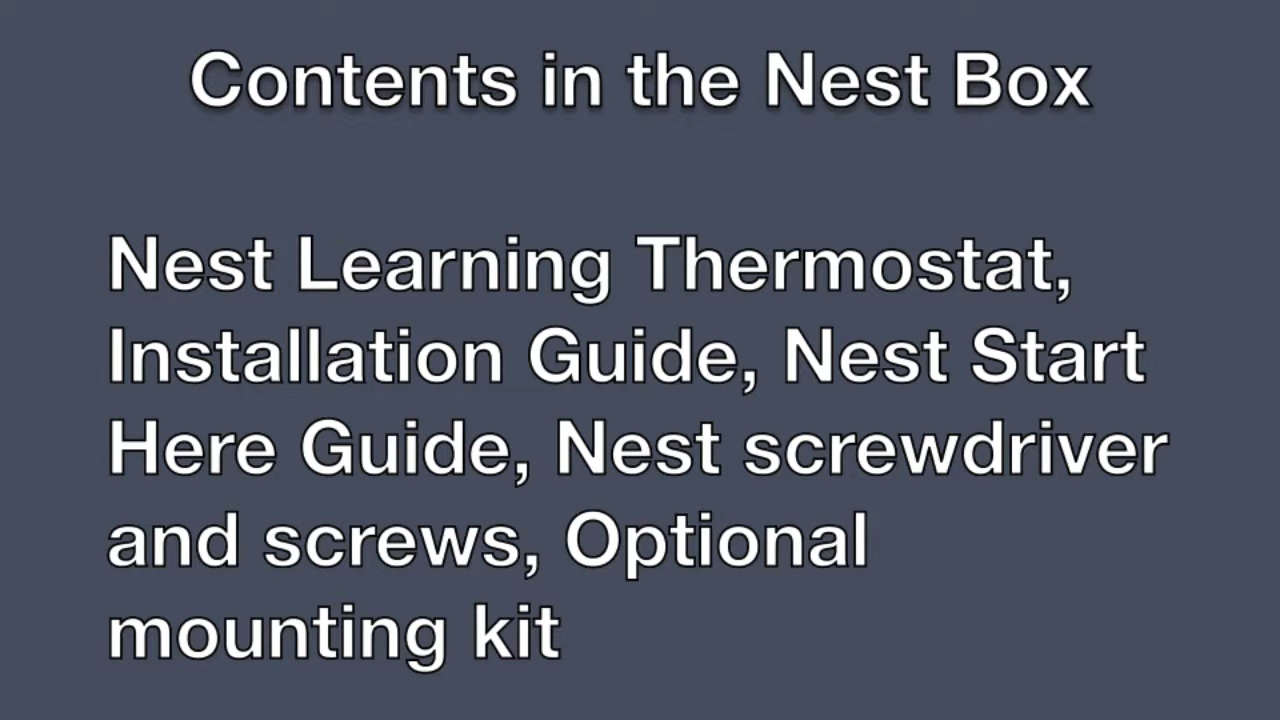 Contents in the Nest Box
Nest Learning Thermostat,
Installation Guide, Nest Start
Here Guide, Nest screwdriver
and screws, Optional
mounting kit